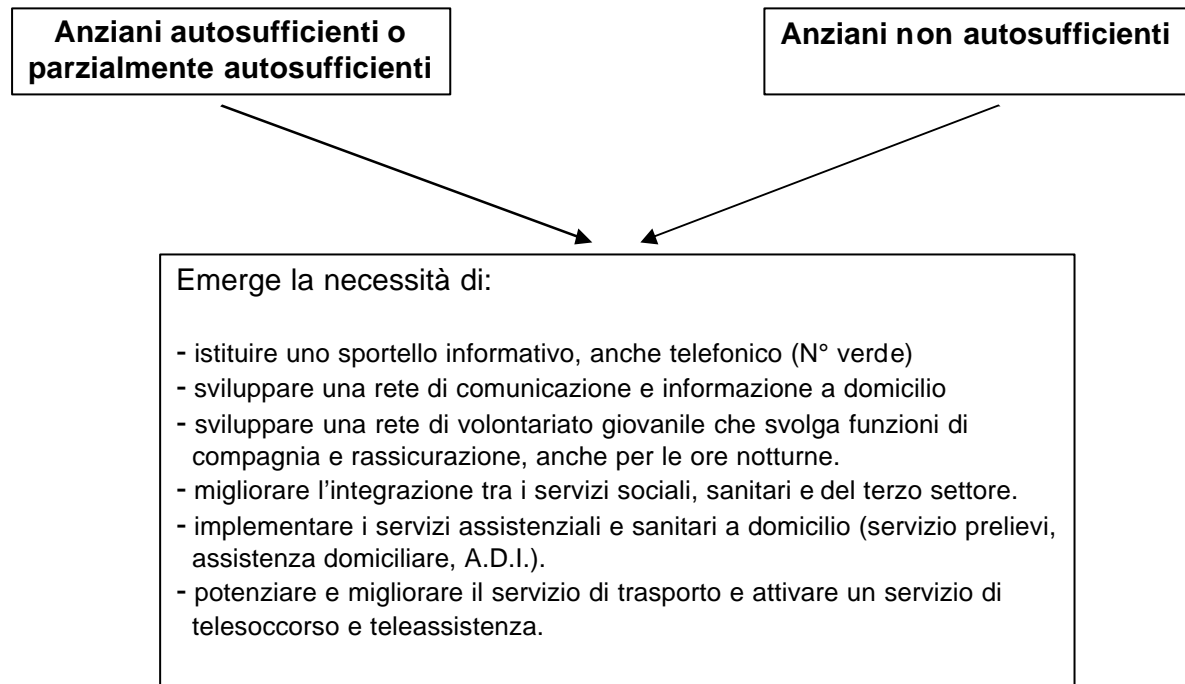 Anziani autosufficienti o
parzialmente autosufficienti
Anziani non autosufficienti
Emerge la necessità di:
- istituire uno sportello informativo, anche telefonico (N° verde)
- sviluppare una rete di comunicazione e informazione a domicilio
- sviluppare una rete di volontariato giovanile che svolga funzioni di
compagnia e rassicurazione, anche per le ore notturne.
- migliorare l’integrazione tra i servizi sociali, sanitari e del terzo settore.
- implementare i servizi assistenziali e sanitari a domicilio (servizio prelievi,
assistenza domiciliare, A.D.I.).
- potenziare e migliorare il servizio di trasporto e attivare un servizio di
telesoccorso e teleassistenza.